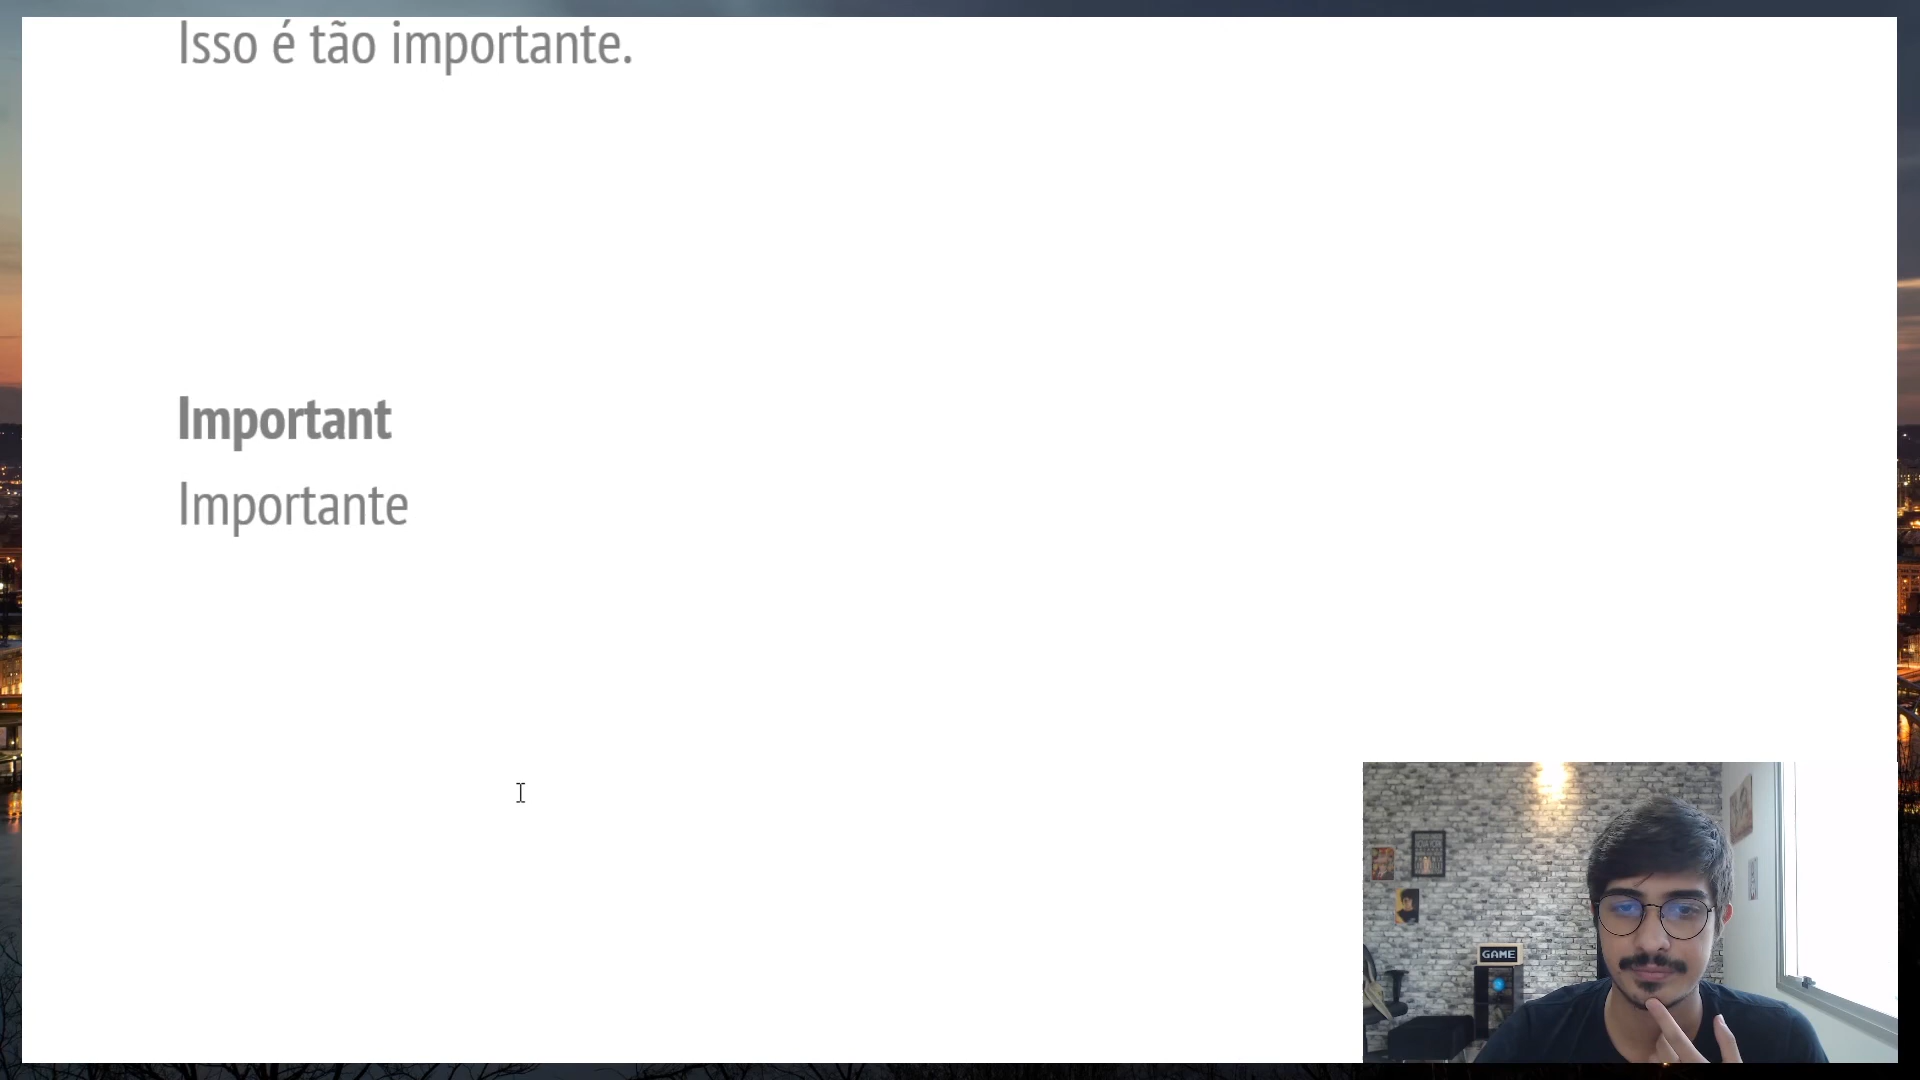 Isso é tão importante.
Important
Importante
GAME